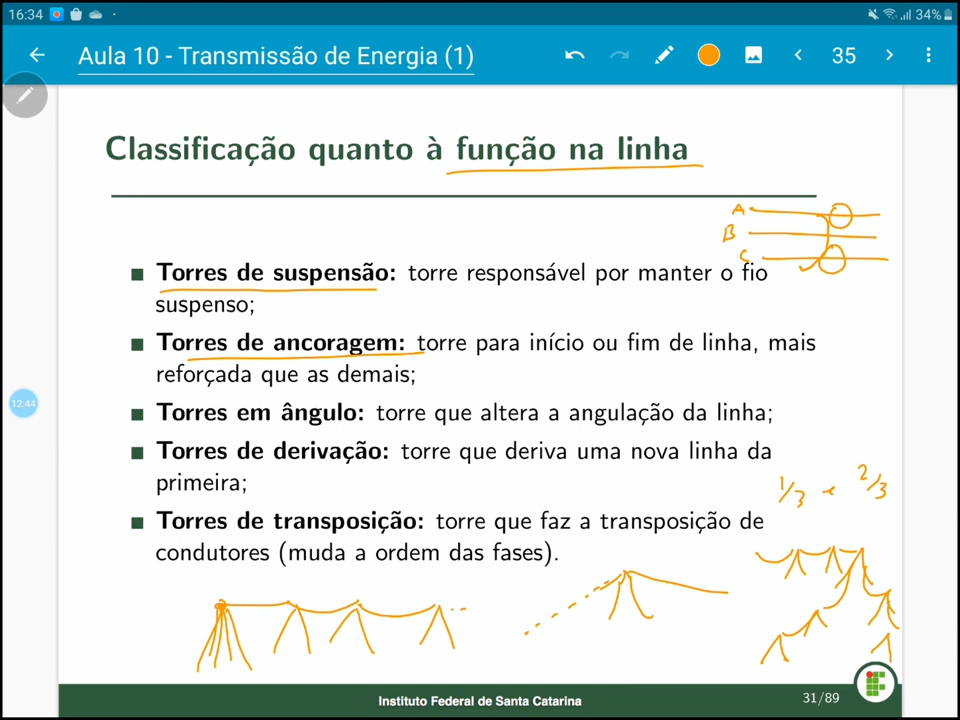 16:34
34%
Aula 10 - Transmissão de Energia (1)
35
Classificação quanto à função na linha
A
B
C
Torres de suspensão: torre responsável por manter o fio
suspenso;
Torres de ancoragem: torre para início ou fim de linha, mais
reforçada que as demais;
12:44
Torres em ângulo: torre que altera a angulação da linha;
Torres de derivação: torre que deriva uma nova linha da
primeira;
1/3 e 2/3
Torres de transposição: torre que faz a transposição de
condutores (muda a ordem das fases).
Instituto Federal de Santa Catarina
31/89